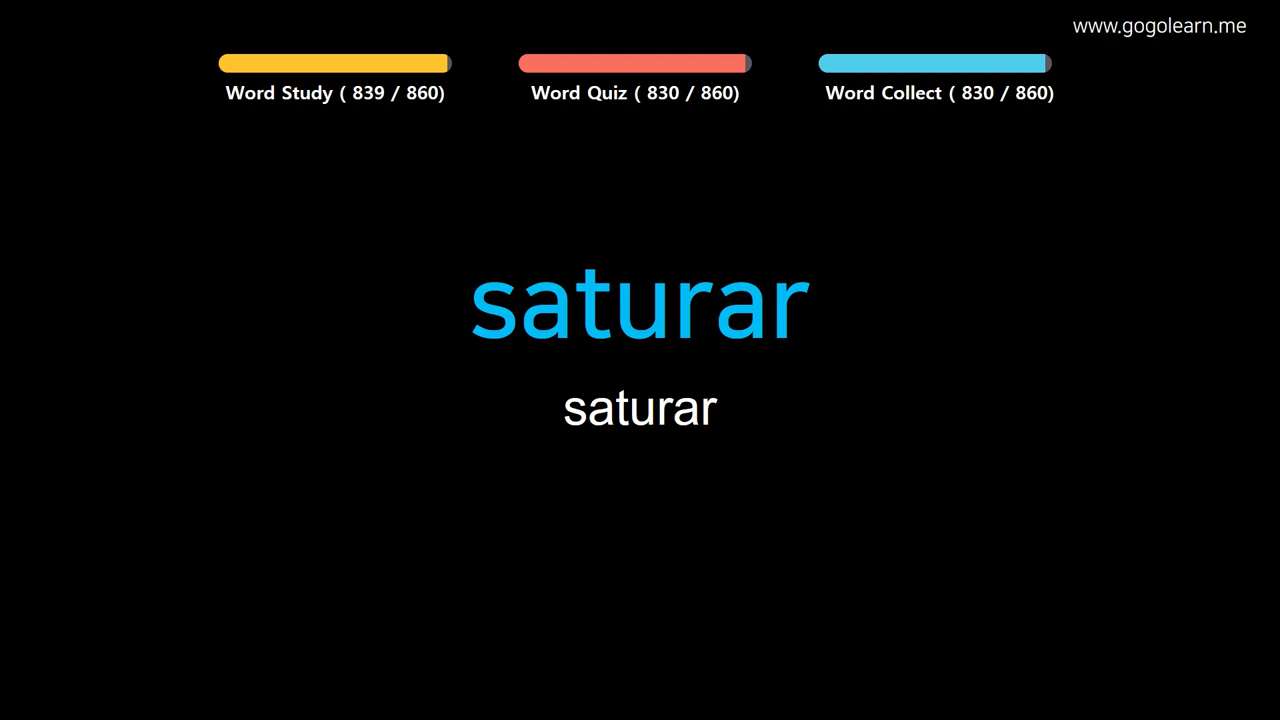 www.gogolearn.me
Word Study ( 839 / 860)
Word Quiz ( 830 / 860)
Word Collect ( 830 / 860)
saturar
saturar